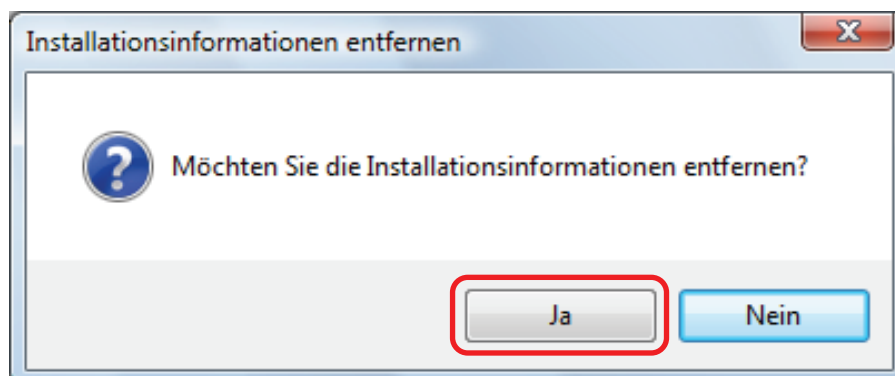 Installationsinformationen entfernen
Möchten Sie die Installationsinformationen entfernen?
Ja
Nein